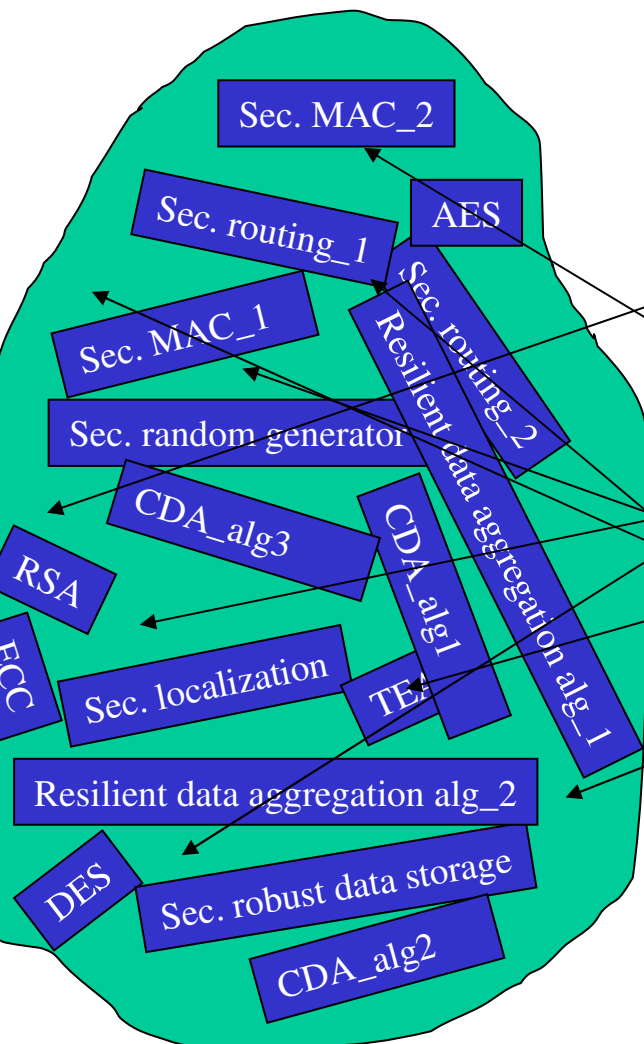 Sec. MAC_2
AES
Sec. routing_1
Sec. routing_2
Sec. MAC_1
Resilient data aggregation alg_1
Sec. random generator
CDA_alg3
CDA_alg1
RSA
ECC
Sec. localization
TEA
Resilient data aggregation alg_2
DES
Sec. robust data storage
CDA_alg2